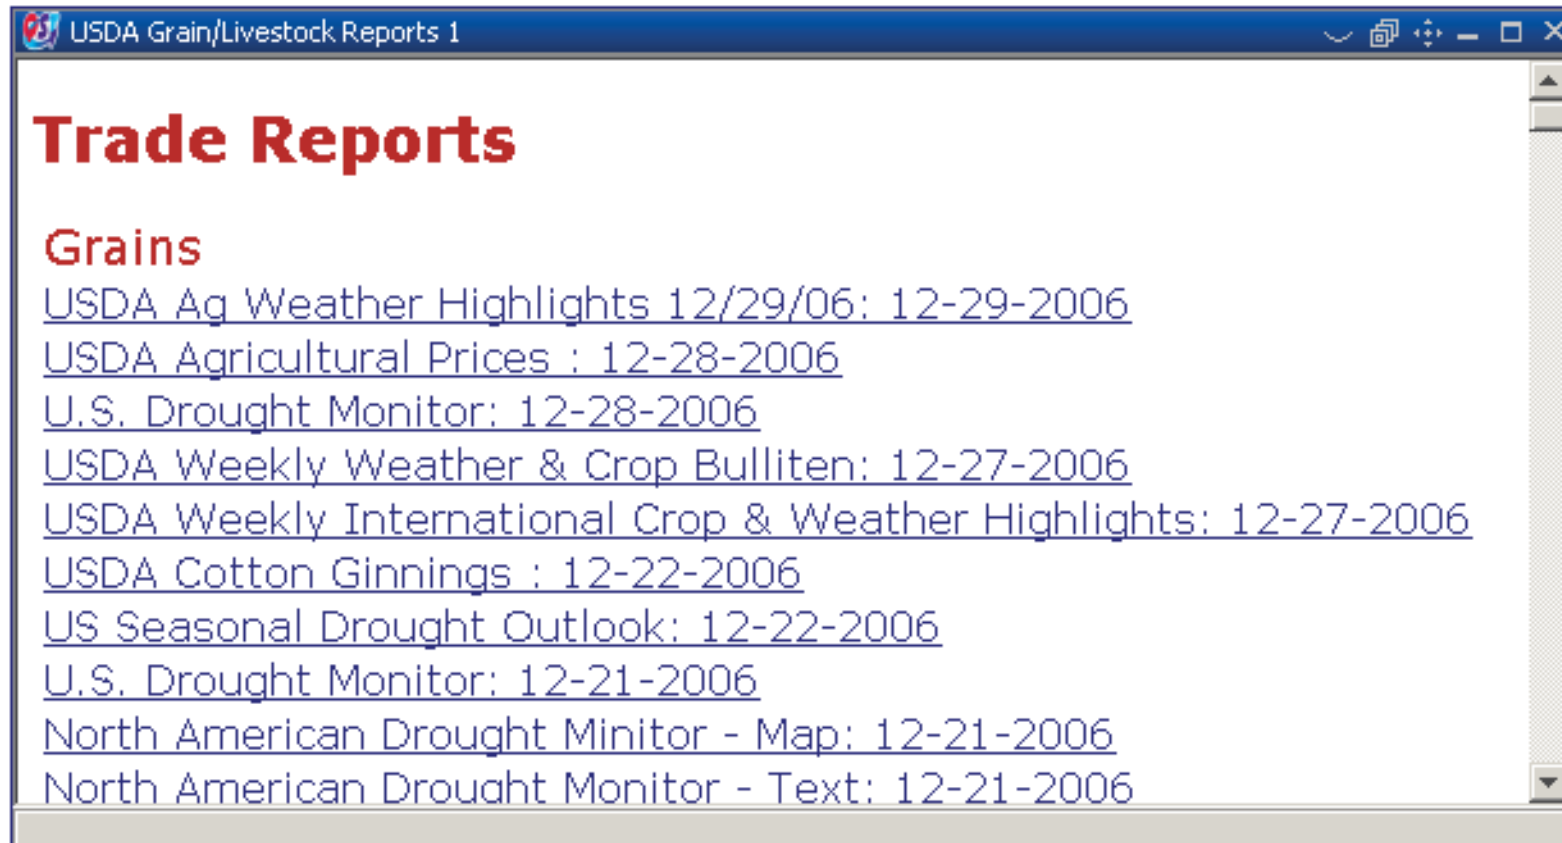 USDA Grain/Livestock Reports 1
Trade Reports
Grains
USDA Ag Weather Highlights 12/29/06: 12-29-2006
USDA Agricultural Prices : 12-28-2006
U.S. Drought Monitor: 12-28-2006
USDA Weekly Weather & Crop Bulliten: 12-27-2006
USDA Weekly International Crop & Weather Highlights: 12-27-2006
USDA Cotton Ginnings : 12-22-2006
US Seasonal Drought Outlook: 12-22-2006
U.S. Drought Monitor: 12-21-2006
North American Drought Minitor - Map: 12-21-2006
North American Drought Monitor - Text: 12-21-2006